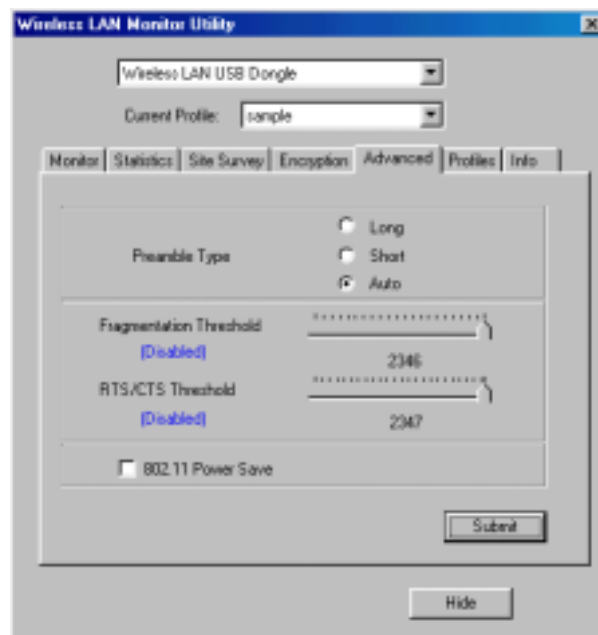 Wireless LAN Monitor Utility
Wireless LAN USB Dongle
Current Profile: sample
Monitor Statistics Site Survey Encryption Advanced Profiles Info
Long
Preamble Type Short
Auto
Fragmentation Threshold
(Disabled)
2346
RTS/CTS Threshold
(Disabled)
2347
802.11 Power Save
Submit
Hide